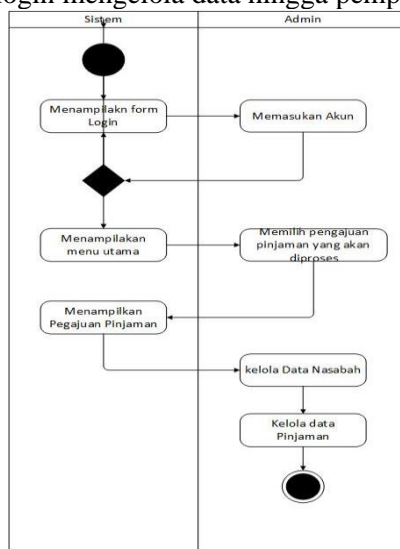 login mengelola data hingga
Sistem
Admin
Menampilakn form
Login
Memasukan Akun
Menampilakan
menu utama
Memilih pengajuan
pinjaman yang akan
diproses
Menampilkan
Pegajuan Pinjaman
kelola Data Nasabah
Kelola data
Pinjaman